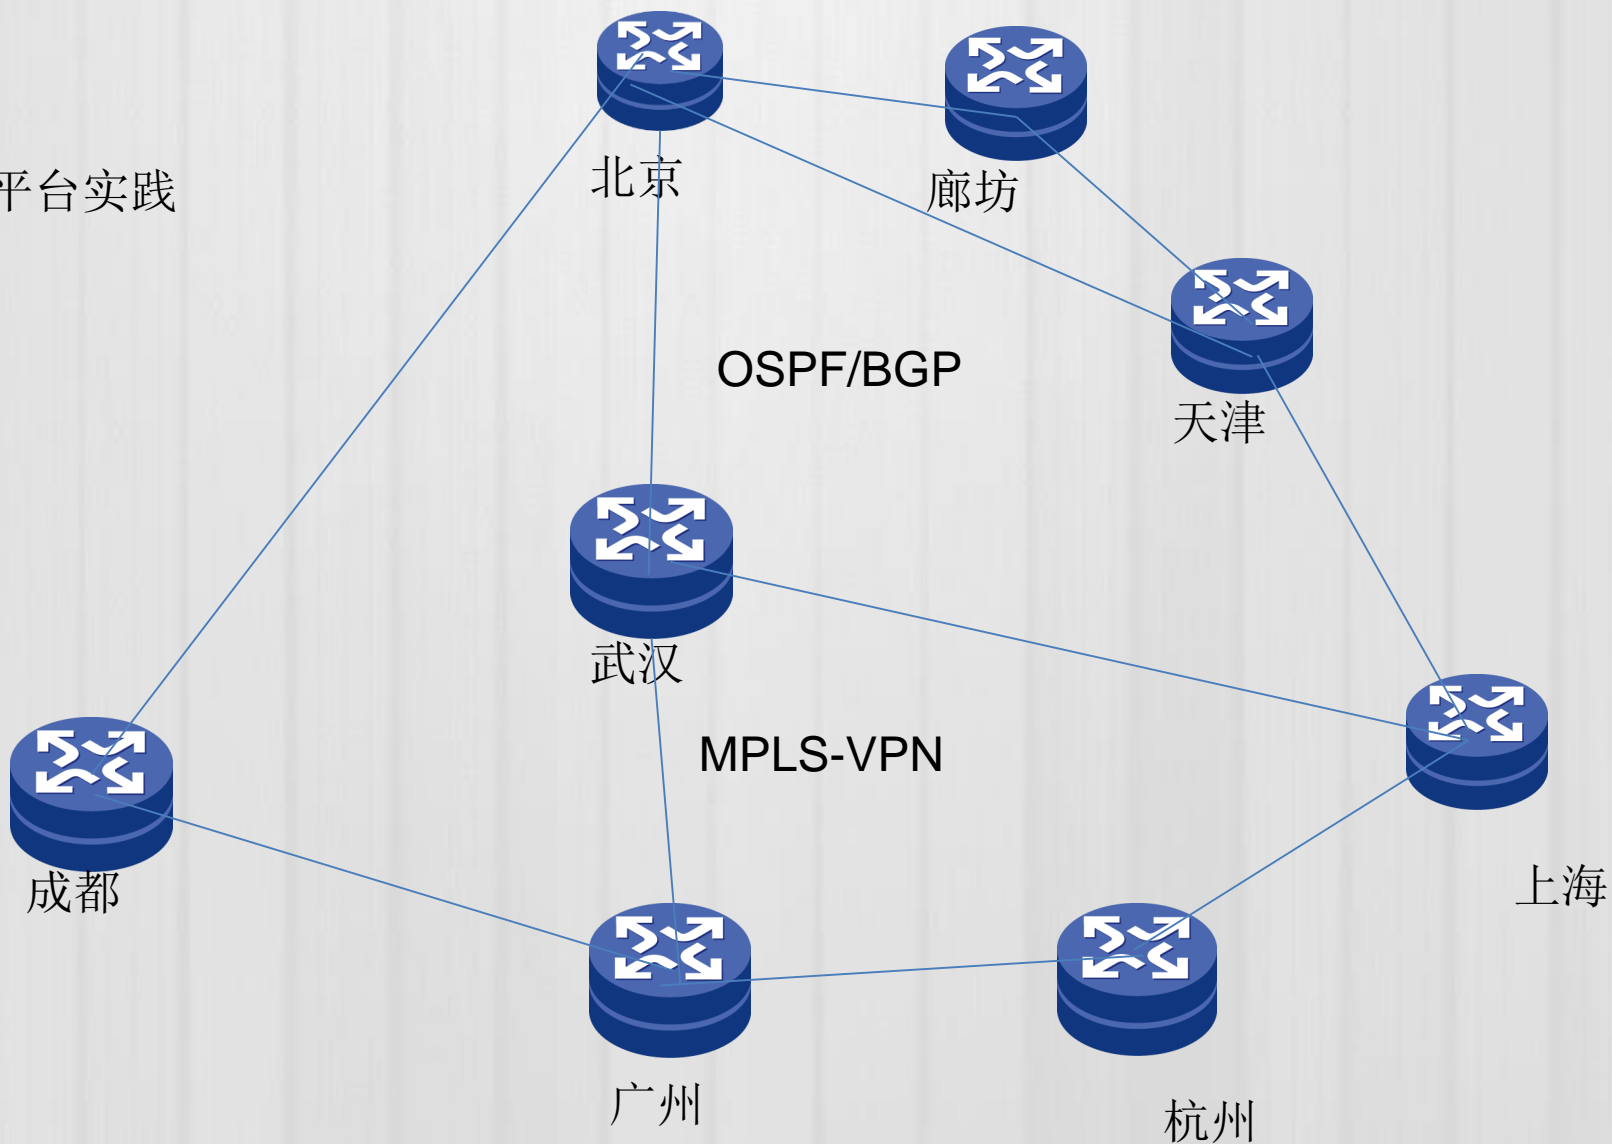 北京
廊坊
平台实践
OSPF/BGP
天津
武汉
MPLS-VPN
成都
上海
广州
杭州